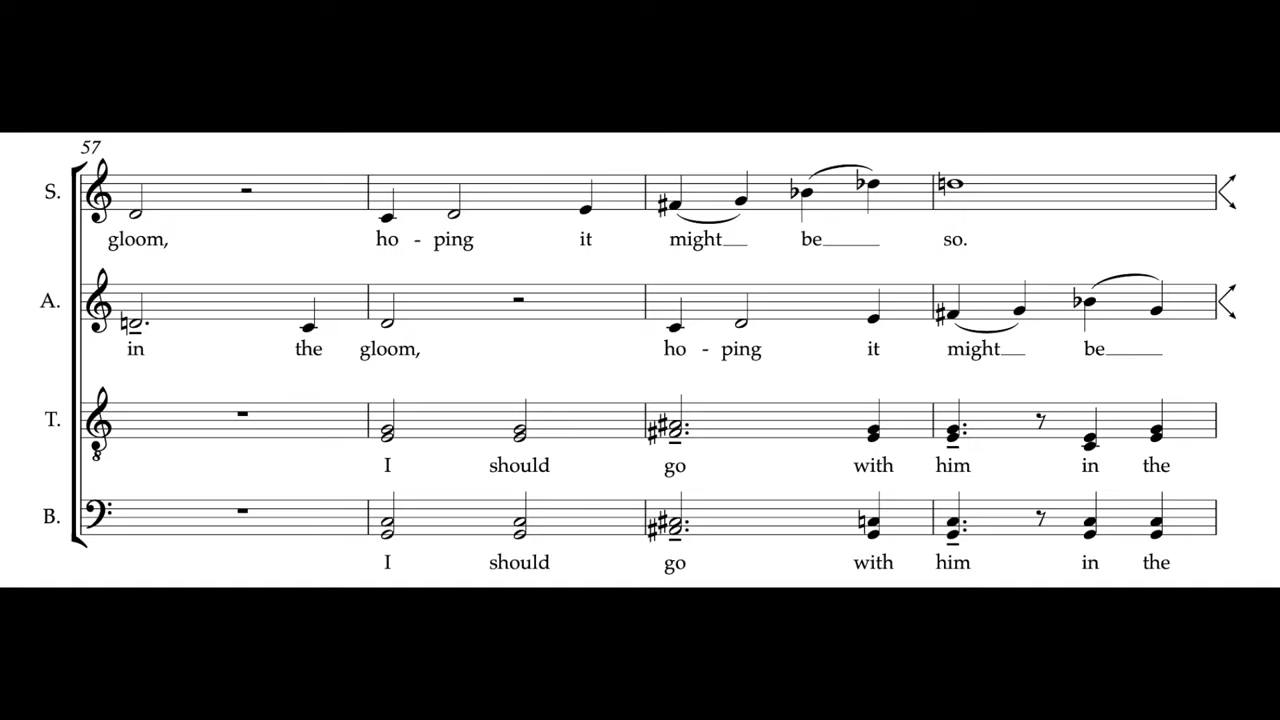 57
S.
gloom, ho - ping it might be so.
A.
in the gloom, ho - ping it might be
T.
I should go with him in the
B.
I should go with him in the